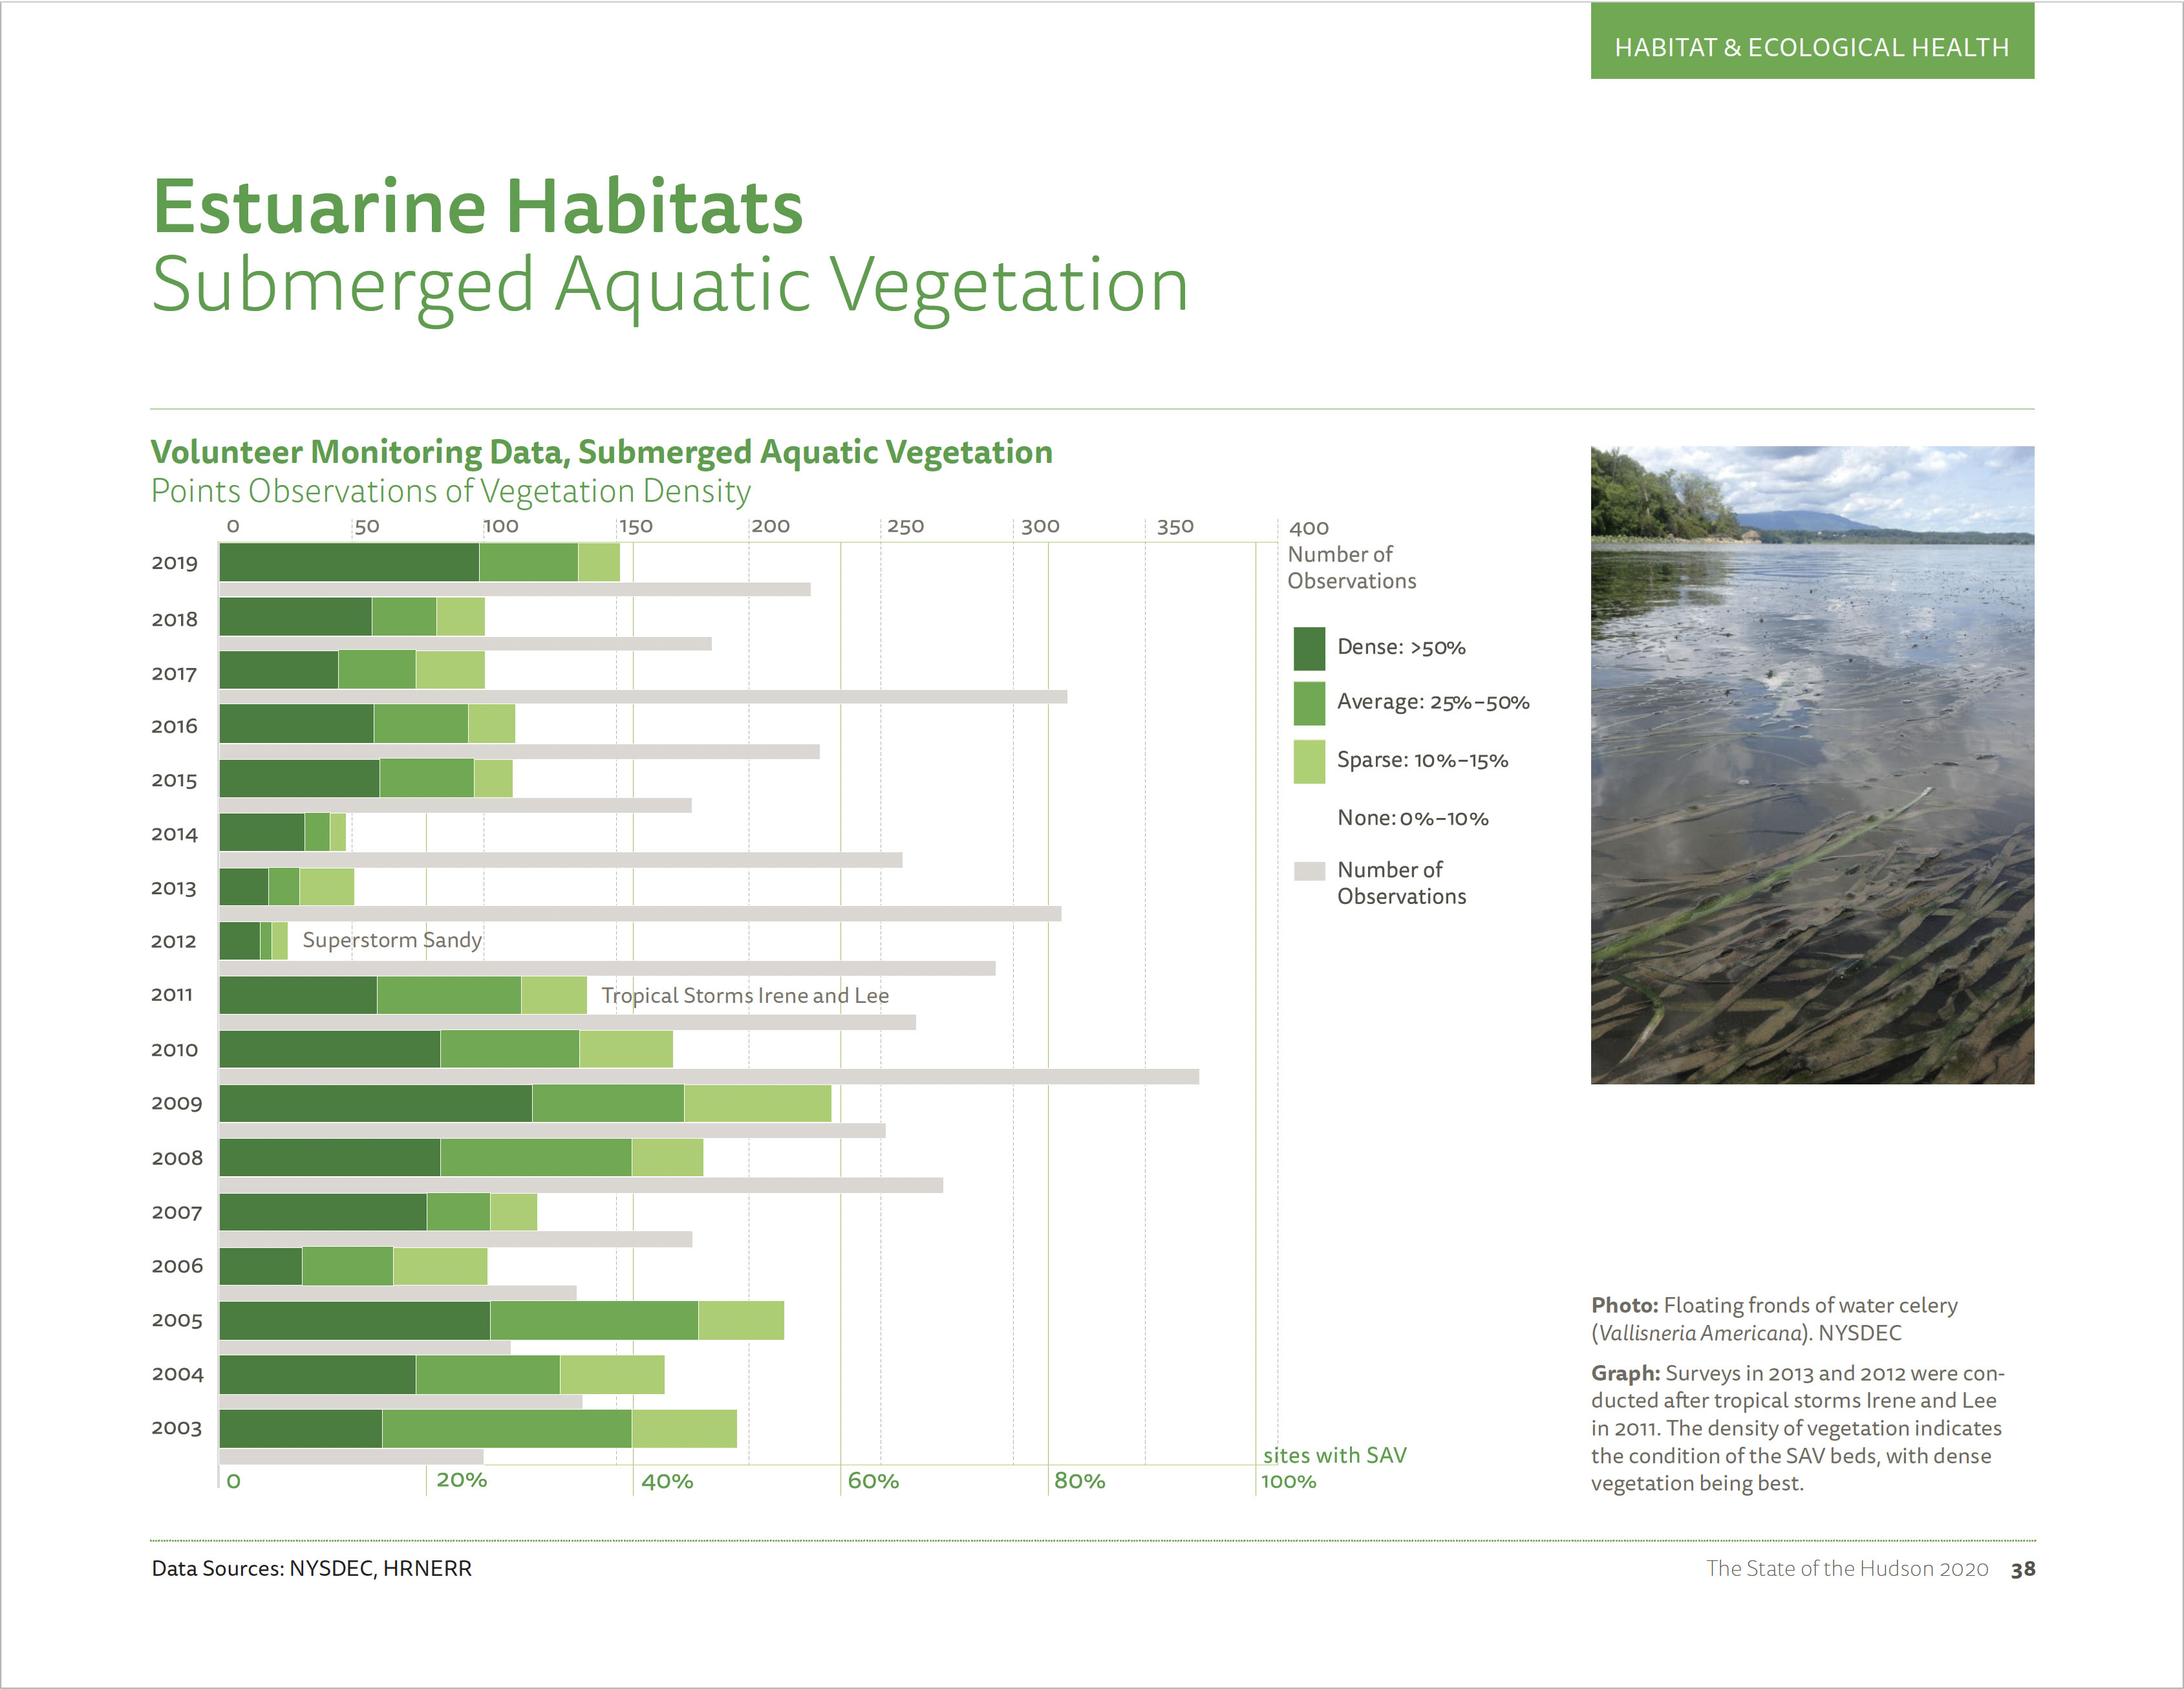 HABITAT & ECOLOGICAL HEALTH
Estuarine Habitats
Submerged Aquatic Vegetation
Volunteer Monitoring Data, Submerged Aquatic Vegetation
Points Observations of Vegetation Density
0 50 100 150 200 250 300 350 400
Number of
Observations
2019
2018
2017
2016
2015
2014
2013
2012 Superstorm Sandy
2011 Tropical Storms Irene and Lee
2010
2009
2008
2007
2006
2005
2004
2003
sites with SAV
0 20% 40% 60% 80% 100%
Dense: >50%
Average: 25%–50%
Sparse: 10%–15%
None: 0%–10%
Number of
Observations
Photo: Floating fronds of water celery
(Vallisneria Americana). NYSDEC
Graph: Surveys in 2013 and 2012 were con-
ducted after tropical storms Irene and Lee
in 2011. The density of vegetation indicates
the condition of the SAV beds, with dense
vegetation being best.
Data Sources: NYSDEC, HRNERR
The State of the Hudson 2020 38